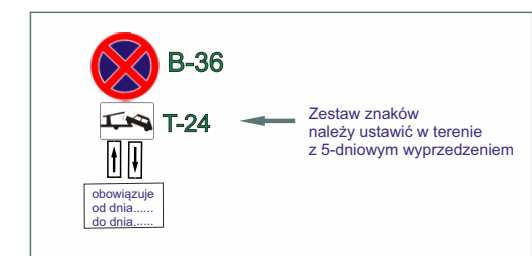 B-36
T-24
Zestaw znaków
należy ustawić w terenie
z 5-dniowym wyprzedzeniem
obowiązuje
od dnia......
do dnia......